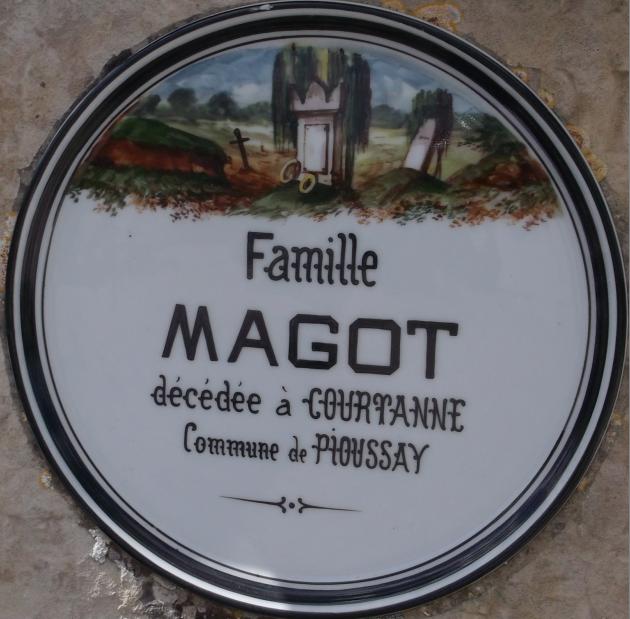 Famille
MAGOT
décédée à COURTANNE
Commune de PIOUSSAY